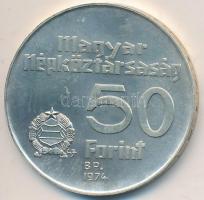 Magyar
Népköztársaság
50
Forint
BP.
1974